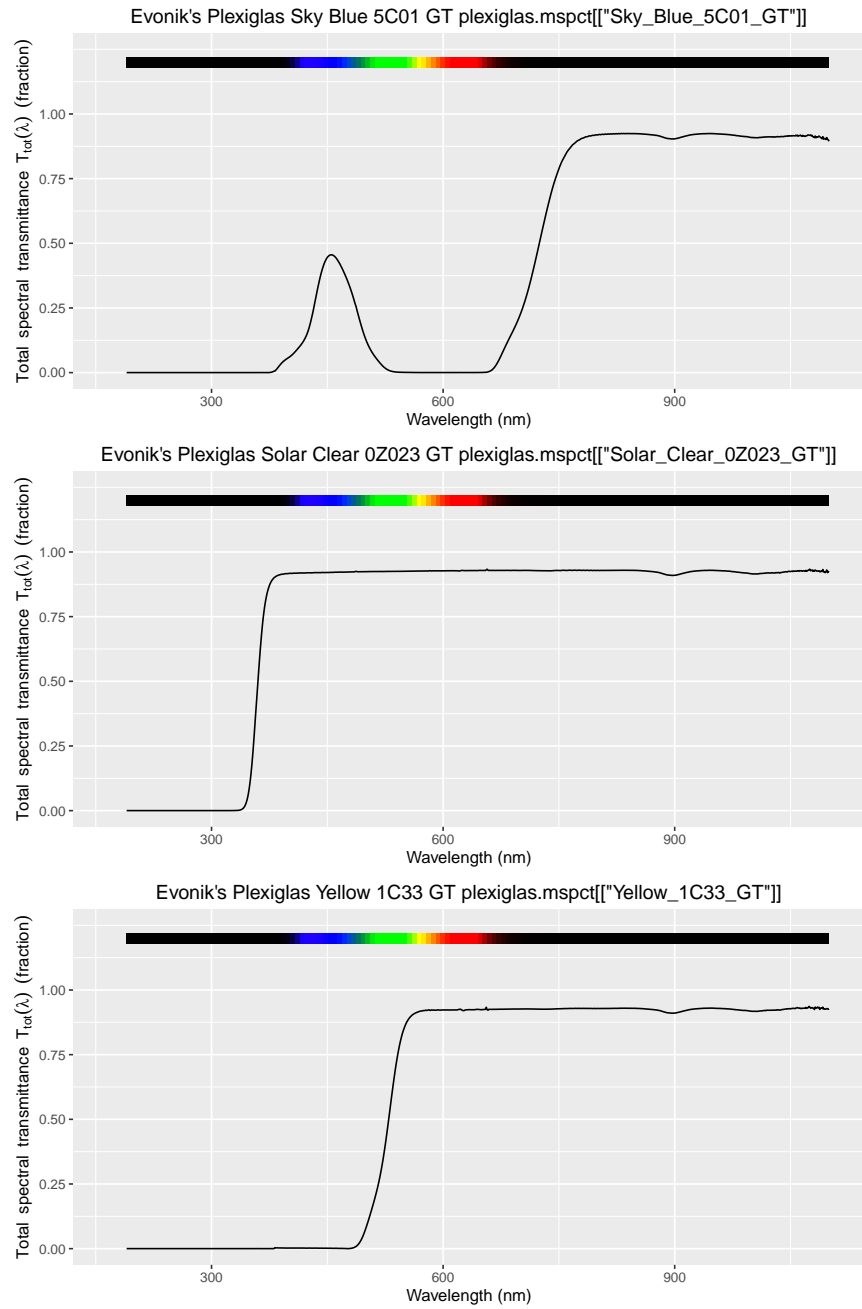 Evonik's Plexiglas Sky Blue 5C01 GT plexiglas.mspct[["Sky_Blue_5C01_GT"]]
Total spectral transmittance Ttot(λ) (fraction)
1.00
0.75
0.50
0.25
0.00
300 600 900
Wavelength (nm)
Evonik's Plexiglas Solar Clear 0Z023 GT plexiglas.mspct[["Solar_Clear_0Z023_GT"]]
Total spectral transmittance Ttot(λ) (fraction)
1.00
0.75
0.50
0.25
0.00
300 600 900
Wavelength (nm)
Evonik's Plexiglas Yellow 1C33 GT plexiglas.mspct[["Yellow_1C33_GT"]]
Total spectral transmittance Ttot(λ) (fraction)
1.00
0.75
0.50
0.25
0.00
300 600 900
Wavelength (nm)